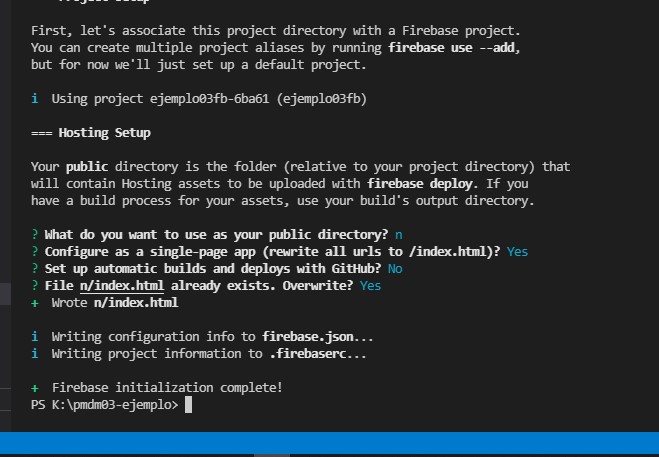 First, let's associate this project directory with a Firebase project.
You can create multiple project aliases by running firebase use --add,
but for now we'll just set up a default project.
i  Using project ejemplo03fb-6ba61 (ejemplo03fb)
=== Hosting Setup
Your public directory is the folder (relative to your project directory) that
will contain Hosting assets to be uploaded with firebase deploy. If you
have a build process for your assets, use your build's output directory.
? What do you want to use as your public directory? n
? Configure as a single-page app (rewrite all urls to /index.html)? Yes
? Set up automatic builds and deploys with GitHub? No
? File n/index.html already exists. Overwrite? Yes
+  Wrote n/index.html
i  Writing configuration info to firebase.json...
i  Writing project information to .firebaserc...
+  Firebase initialization complete!
PS K:\pmdm03-ejemplo>